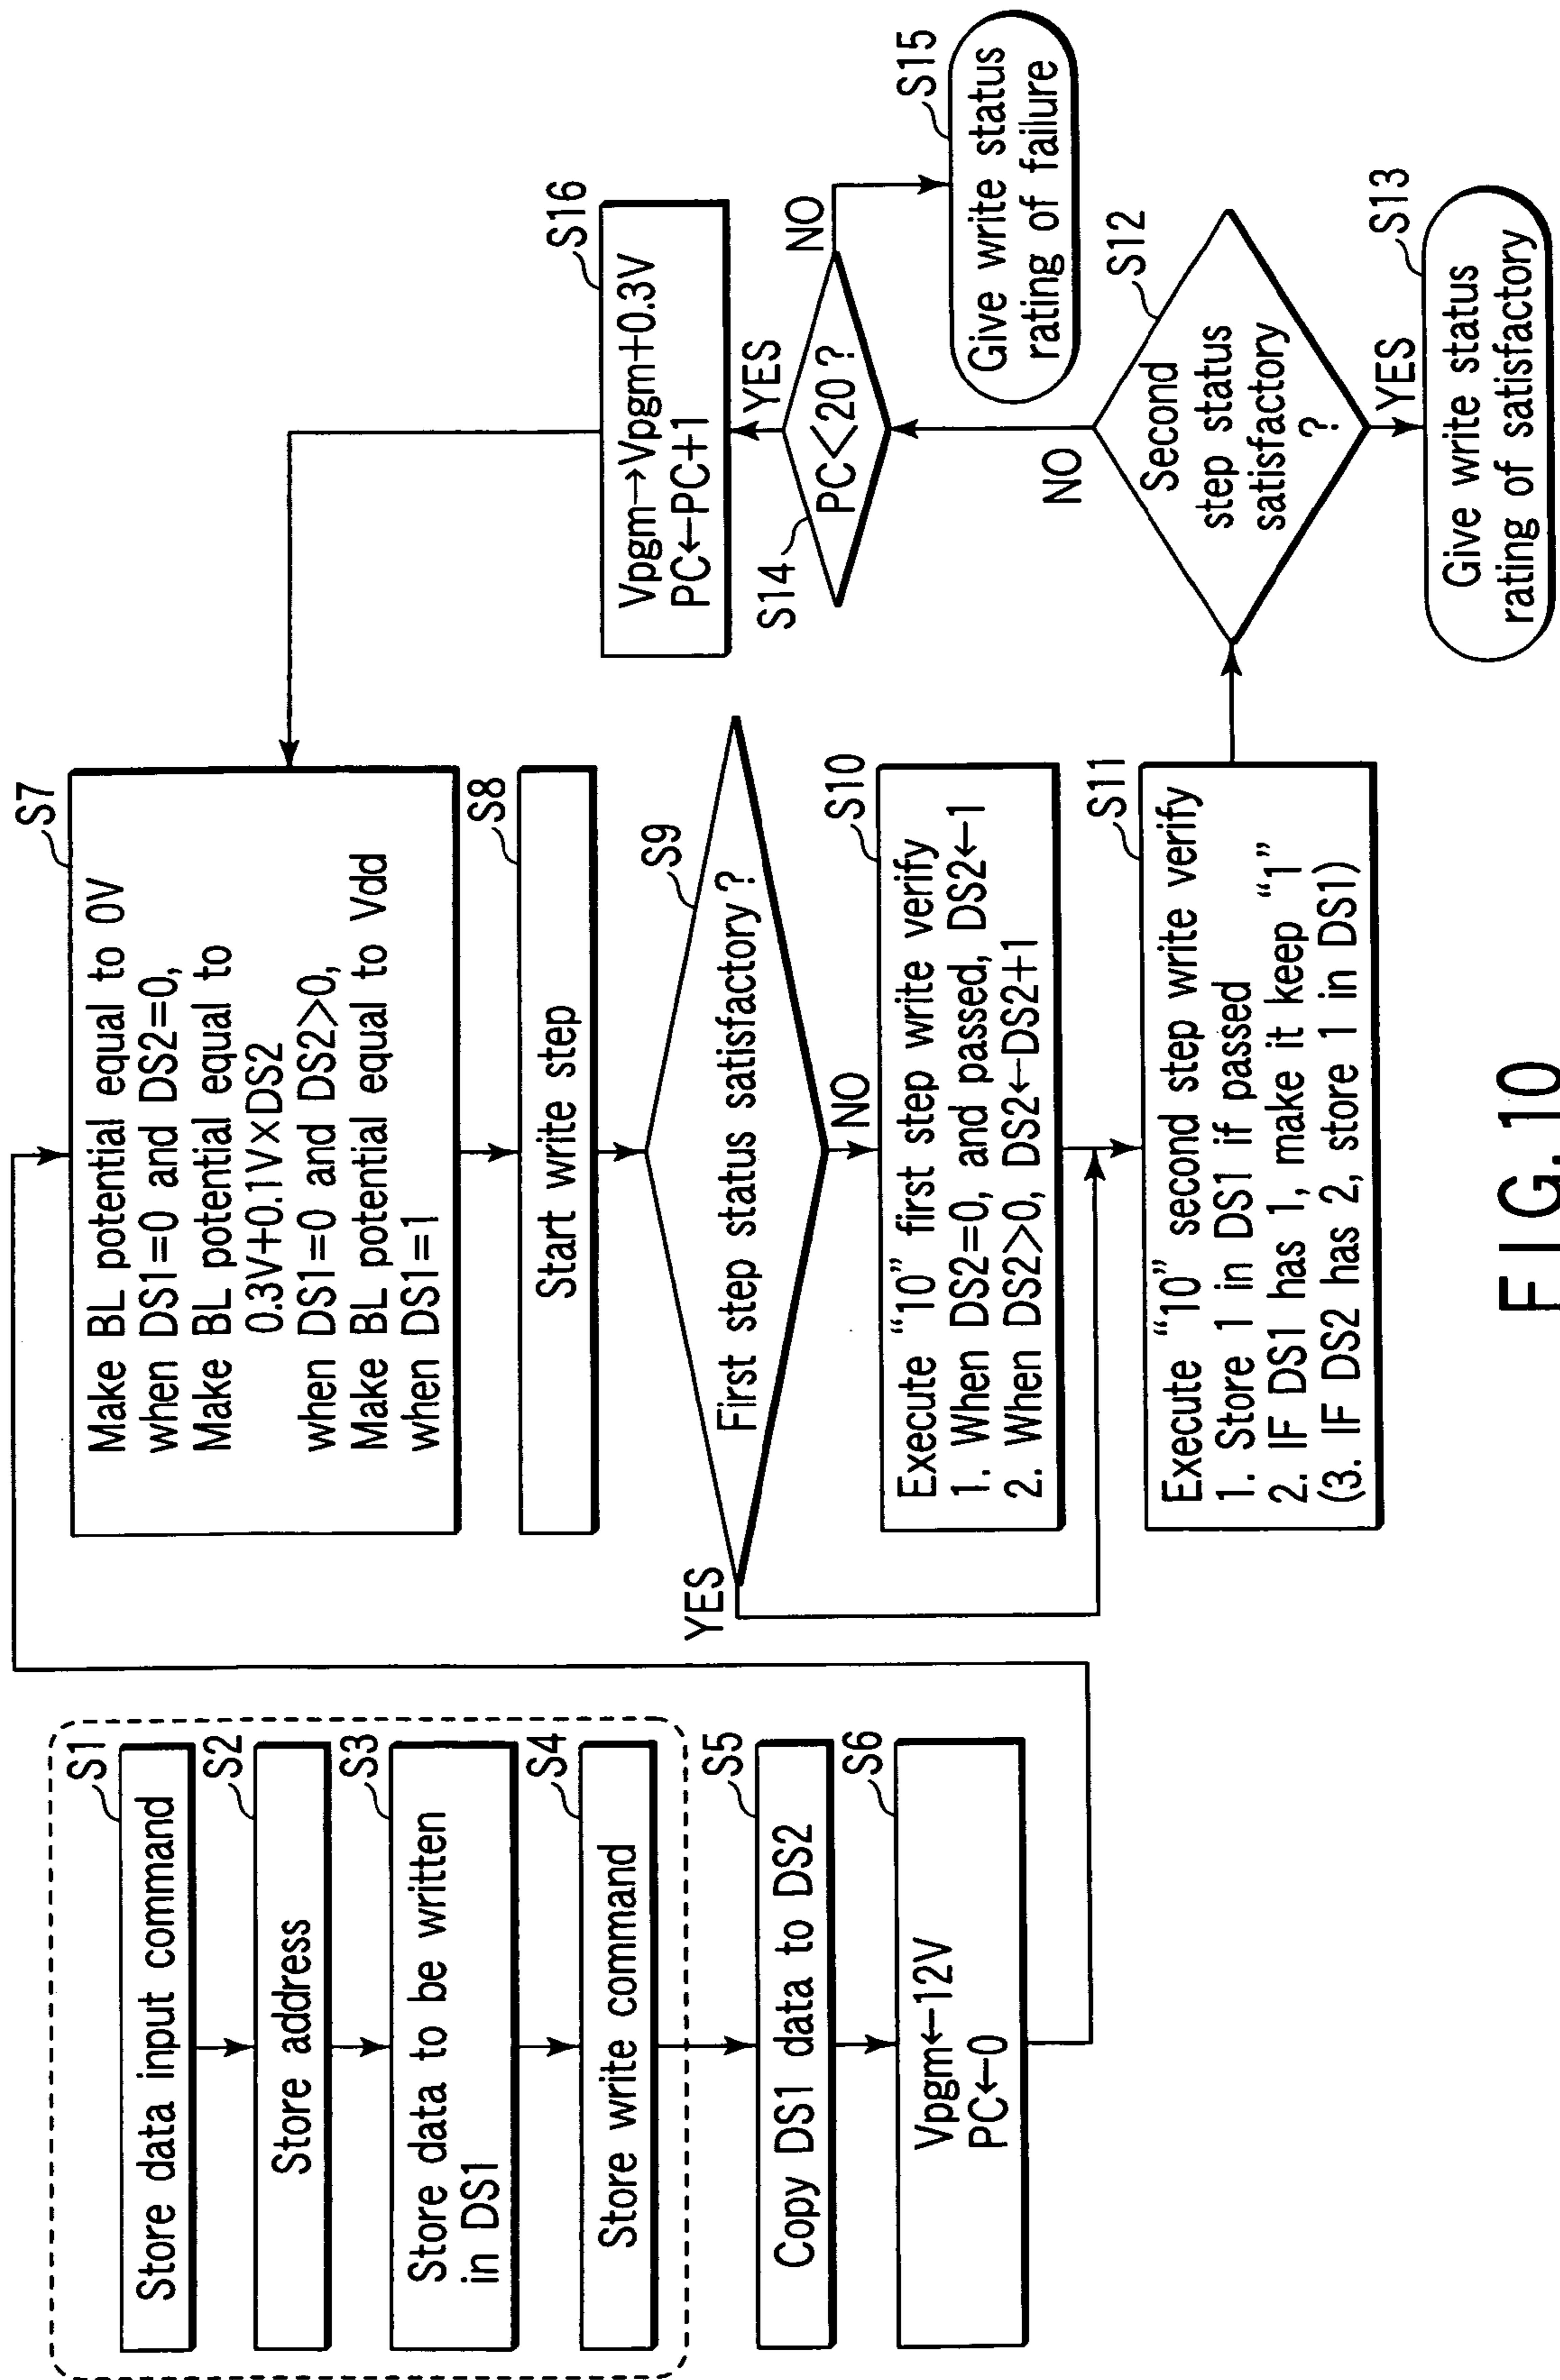 S1
Store data input command
S2
Store address
S3
Store data to be written
in DS1
S4
Store write command
S5
Copy DS1 data to DS2
S6
Vpgm←12V
PC←0
S7
Make BL potential equal to 0V
when DS1=0 and DS2=0,
Make BL potential equal to
0.3V+0.1V×DS2
when DS1=0 and DS2>0,
Make BL potential equal to Vdd
when DS1=1
S8
Start write step
S9
First step status satisfactory?
YES
NO
S10
Execute “10” first step write verify
1. When DS2=0, and passed, DS2←1
2. When DS2>0, DS2←DS2+1
S11
Execute “10” second step write verify
1. Store 1 in DS1 if passed
2. IF DS1 has 1, make it keep “1”
(3. IF DS2 has 2, store 1 in DS1)
S16
Vpgm→Vpgm+0.3V
PC←PC+1
S14
PC<20?
YES
NO
S15
Give write status
rating of failure
S12
Second
step status
satisfactory
?
NO
YES
S13
Give write status
rating of satisfactory
FIG.10